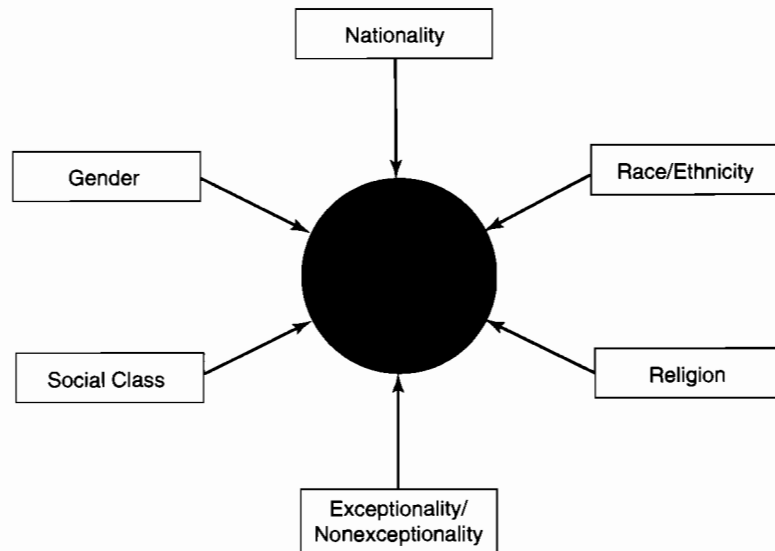 Nationality
Gender
Race/Ethnicity
Social Class
Religion
Exceptionality/
Nonexceptionality